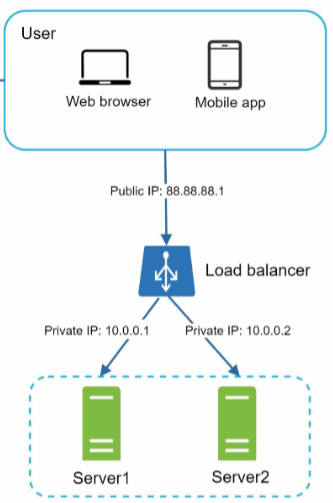 User
Web browser
Mobile app
Public IP: 88.88.88.1
Load balancer
Private IP: 10.0.0.1
Private IP: 10.0.0.2
Server1
Server2